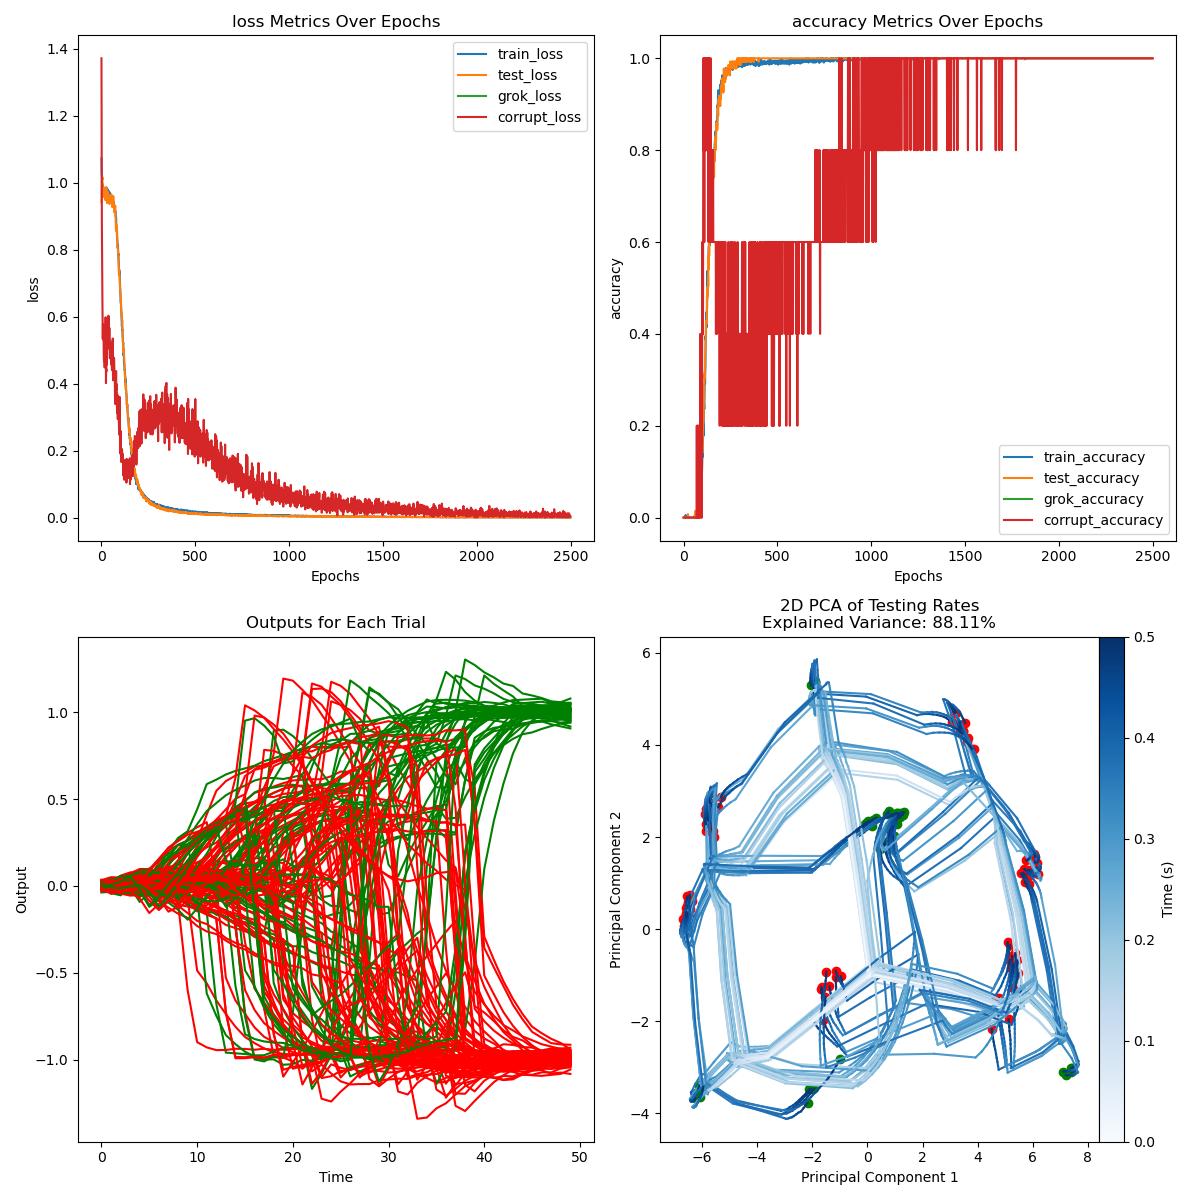 loss Metrics Over Epochs
1.4
1.2
1.0
0.8
0.6
0.4
0.2
0.0
loss
0
500
1000
1500
2000
2500
Epochs
train_loss
test_loss
grok_loss
corrupt_loss
accuracy Metrics Over Epochs
1.0
0.8
0.6
0.4
0.2
0.0
accuracy
0
500
1000
1500
2000
2500
Epochs
train_accuracy
test_accuracy
grok_accuracy
corrupt_accuracy
Outputs for Each Trial
1.0
0.5
0.0
−0.5
−1.0
Output
0
10
20
30
40
50
Time
2D PCA of Testing Rates
Explained Variance: 88.11%
6
4
2
0
−2
−4
Principal Component 2
−6
−4
−2
0
2
4
6
8
Principal Component 1
0.5
0.4
0.3
0.2
0.1
0.0
Time (s)